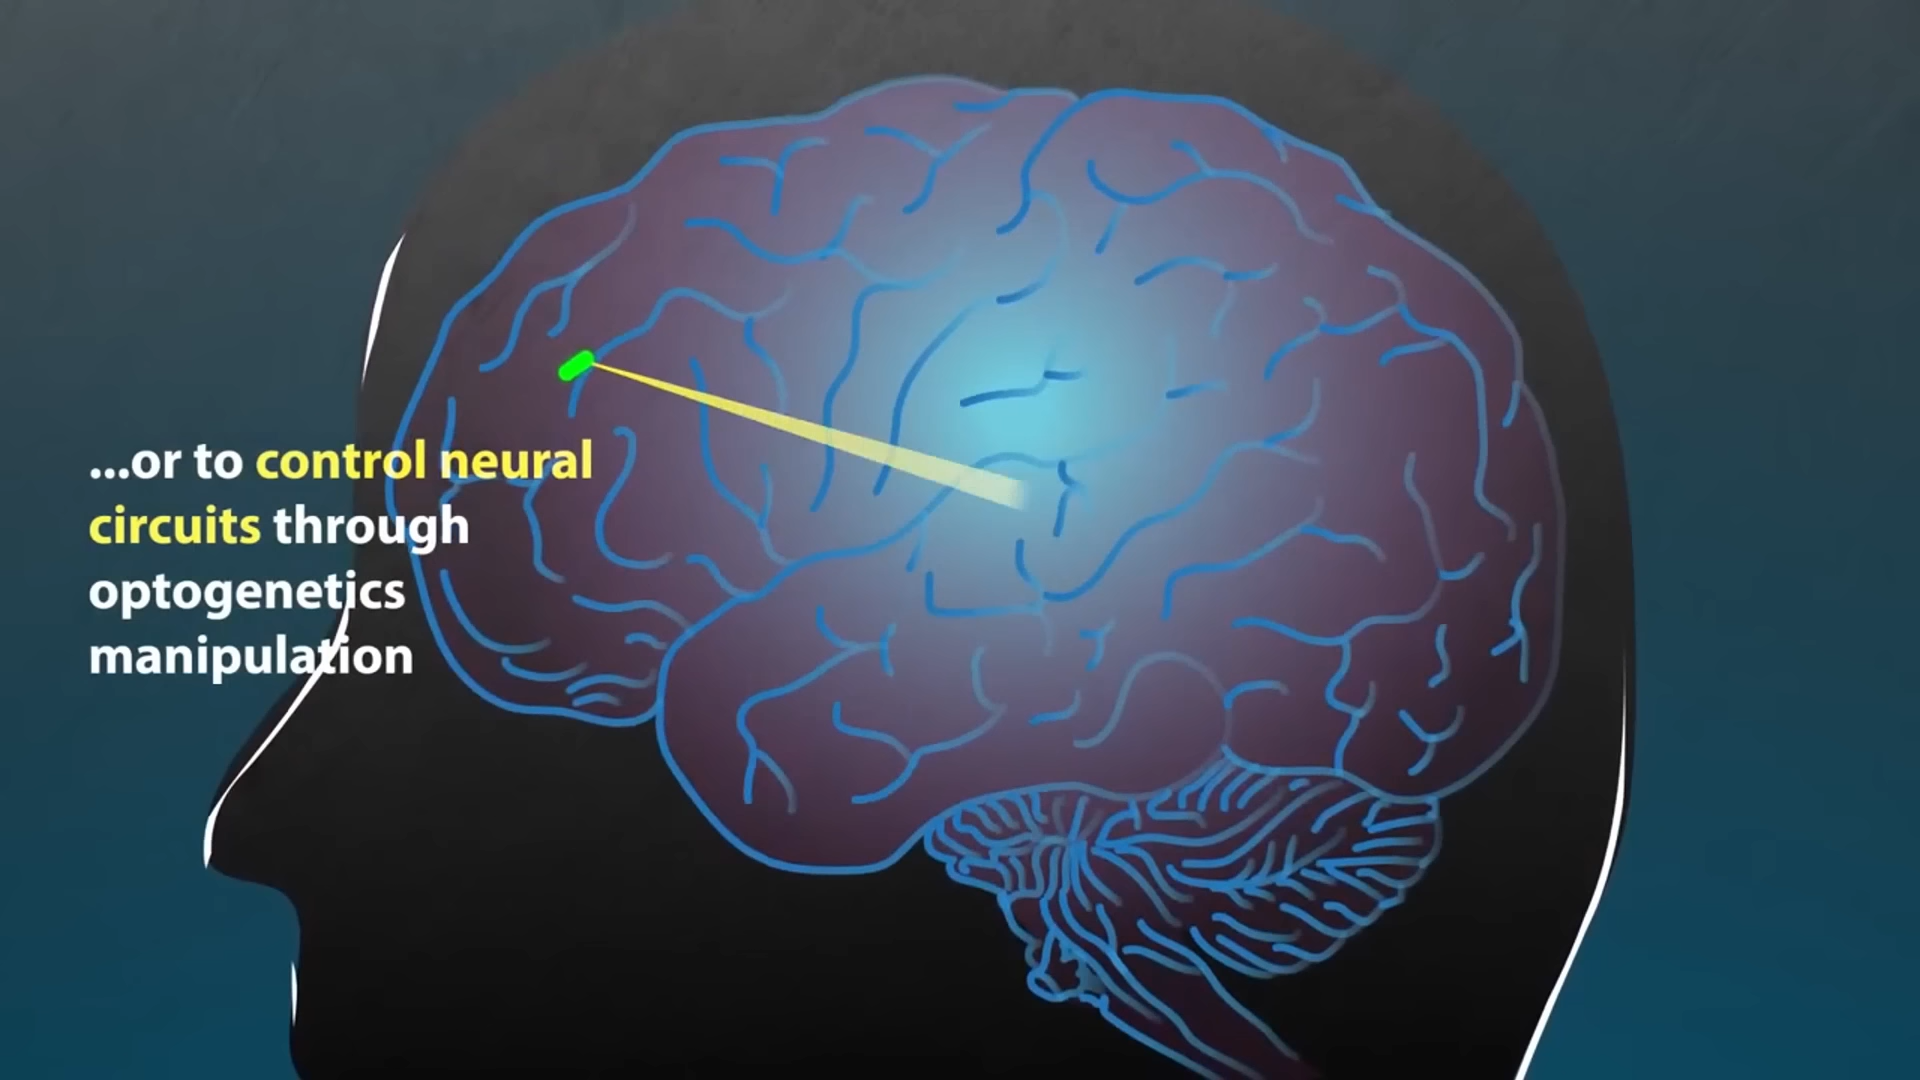 ...or to control neural
circuits through
optogenetics
manipulation